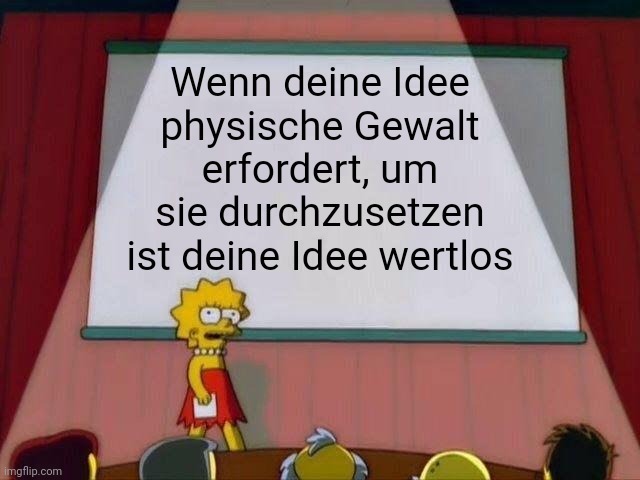 Wenn deine Idee
physische Gewalt
erfordert, um
sie durchzusetzen
ist deine Idee wertlos
imgflip.com